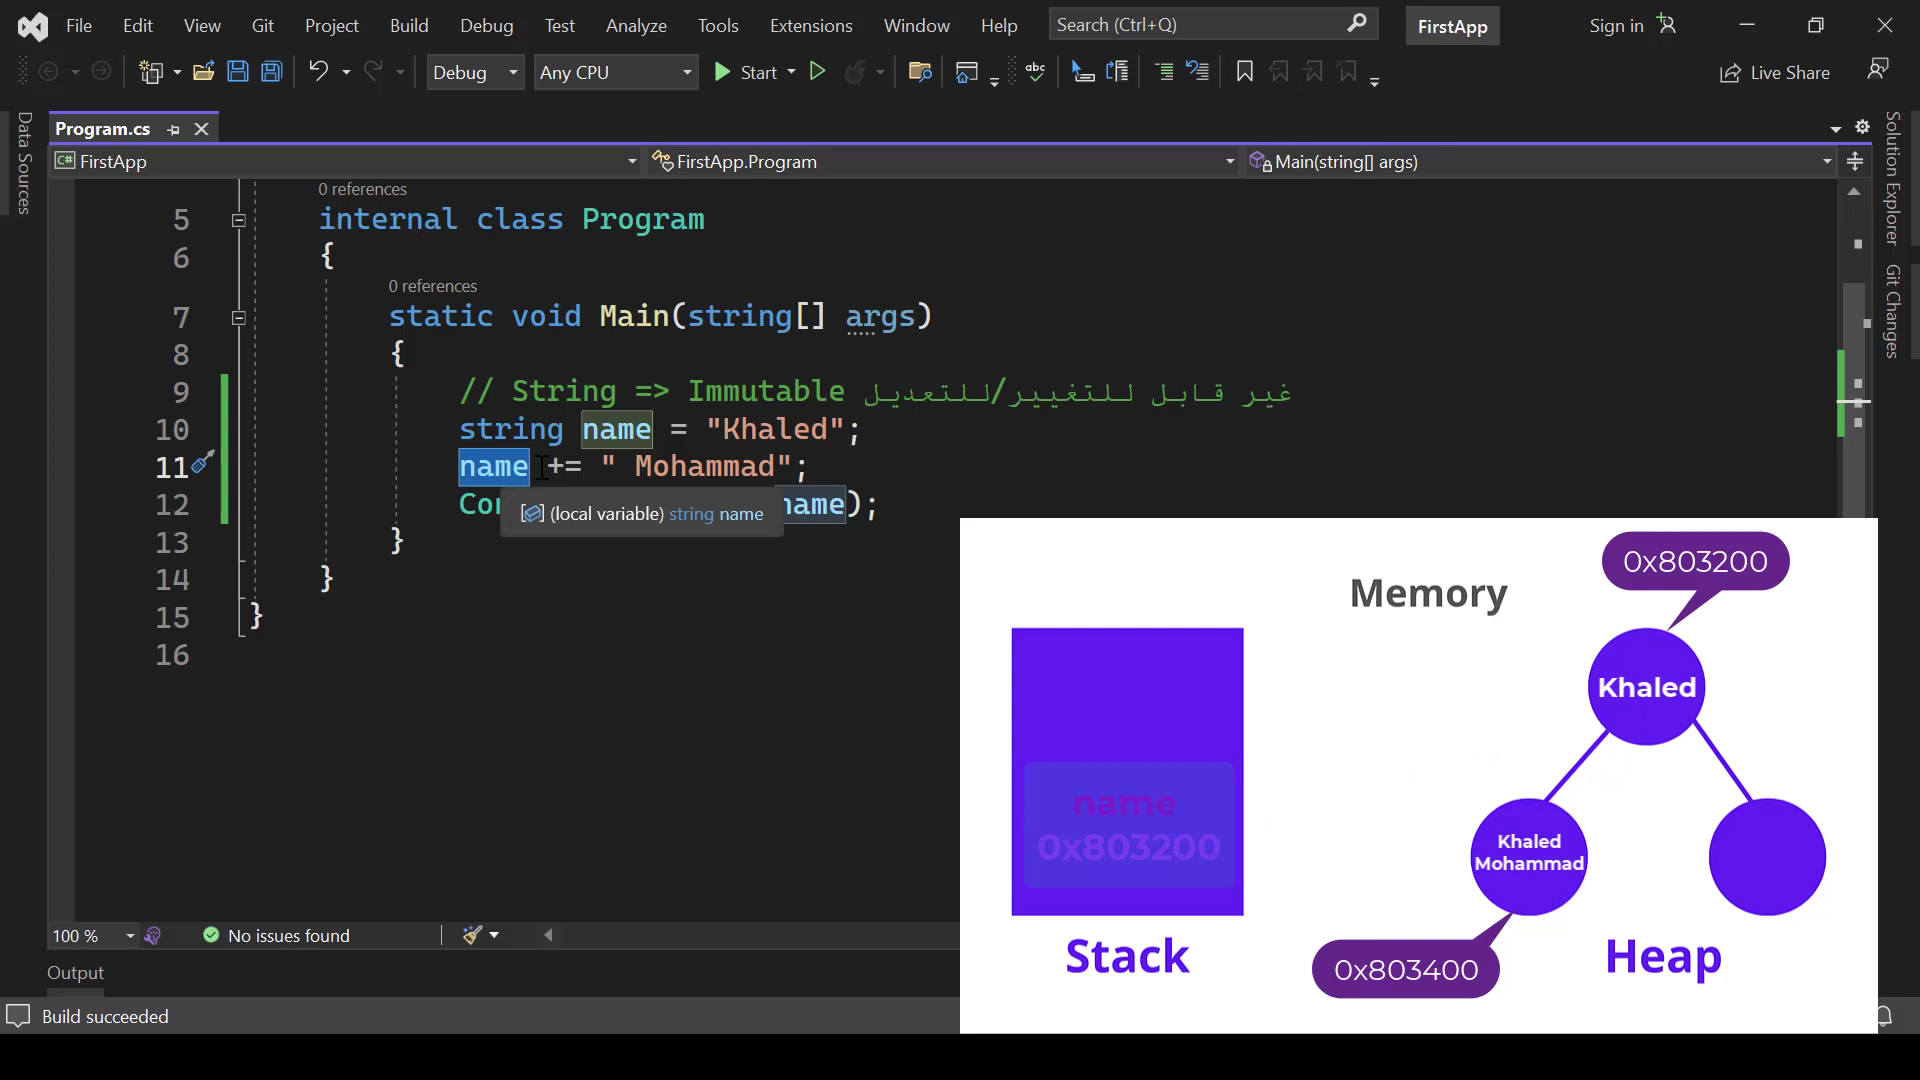 File Edit View Git Project Build Debug Test Analyze Tools Extensions Window Help Search (Ctrl+Q) FirstApp Sign in
Debug Any CPU Start Live Share
Data Sources
Program.cs
FirstApp FirstApp.Program Main(string[] args)
0 references
5 internal class Program
6 {
0 references
7 static void Main(string[] args)
8 {
9 // String => Immutable غير قابل للتغيير/للتعديل
10 string name = "Khaled";
11 name += " Mohammad";
12 Con name);
(local variable) string name
13 }
14 }
15 }
16
Solution Explorer
Git Changes
Memory
0x803200
Khaled
name
0x803200
Khaled
Mohammad
0x803400
Stack
Heap
100 % No issues found
Output
Build succeeded